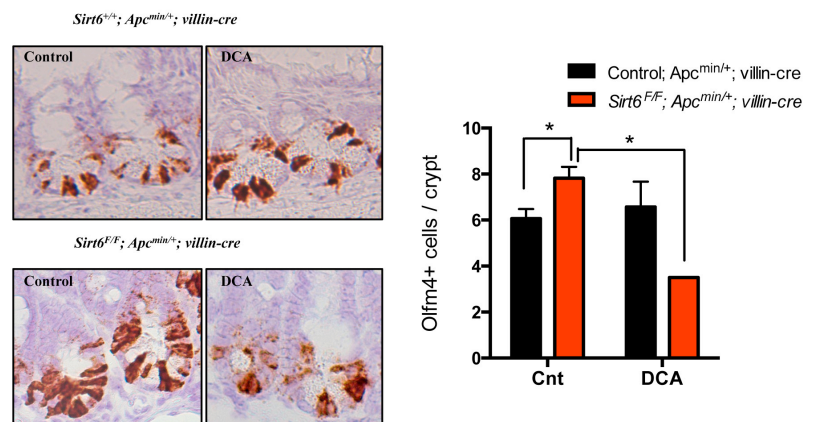 Sirt6+/+; Apcmin/+; villin-cre
Control
DCA
Sirt6F/F; Apcmin/+; villin-cre
Control
DCA
Control; Apcmin/+; villin-cre
Sirt6F/F; Apcmin/+; villin-cre
Olfm4+ cells / crypt
10
8
6
4
2
0
*
*
Cnt
DCA